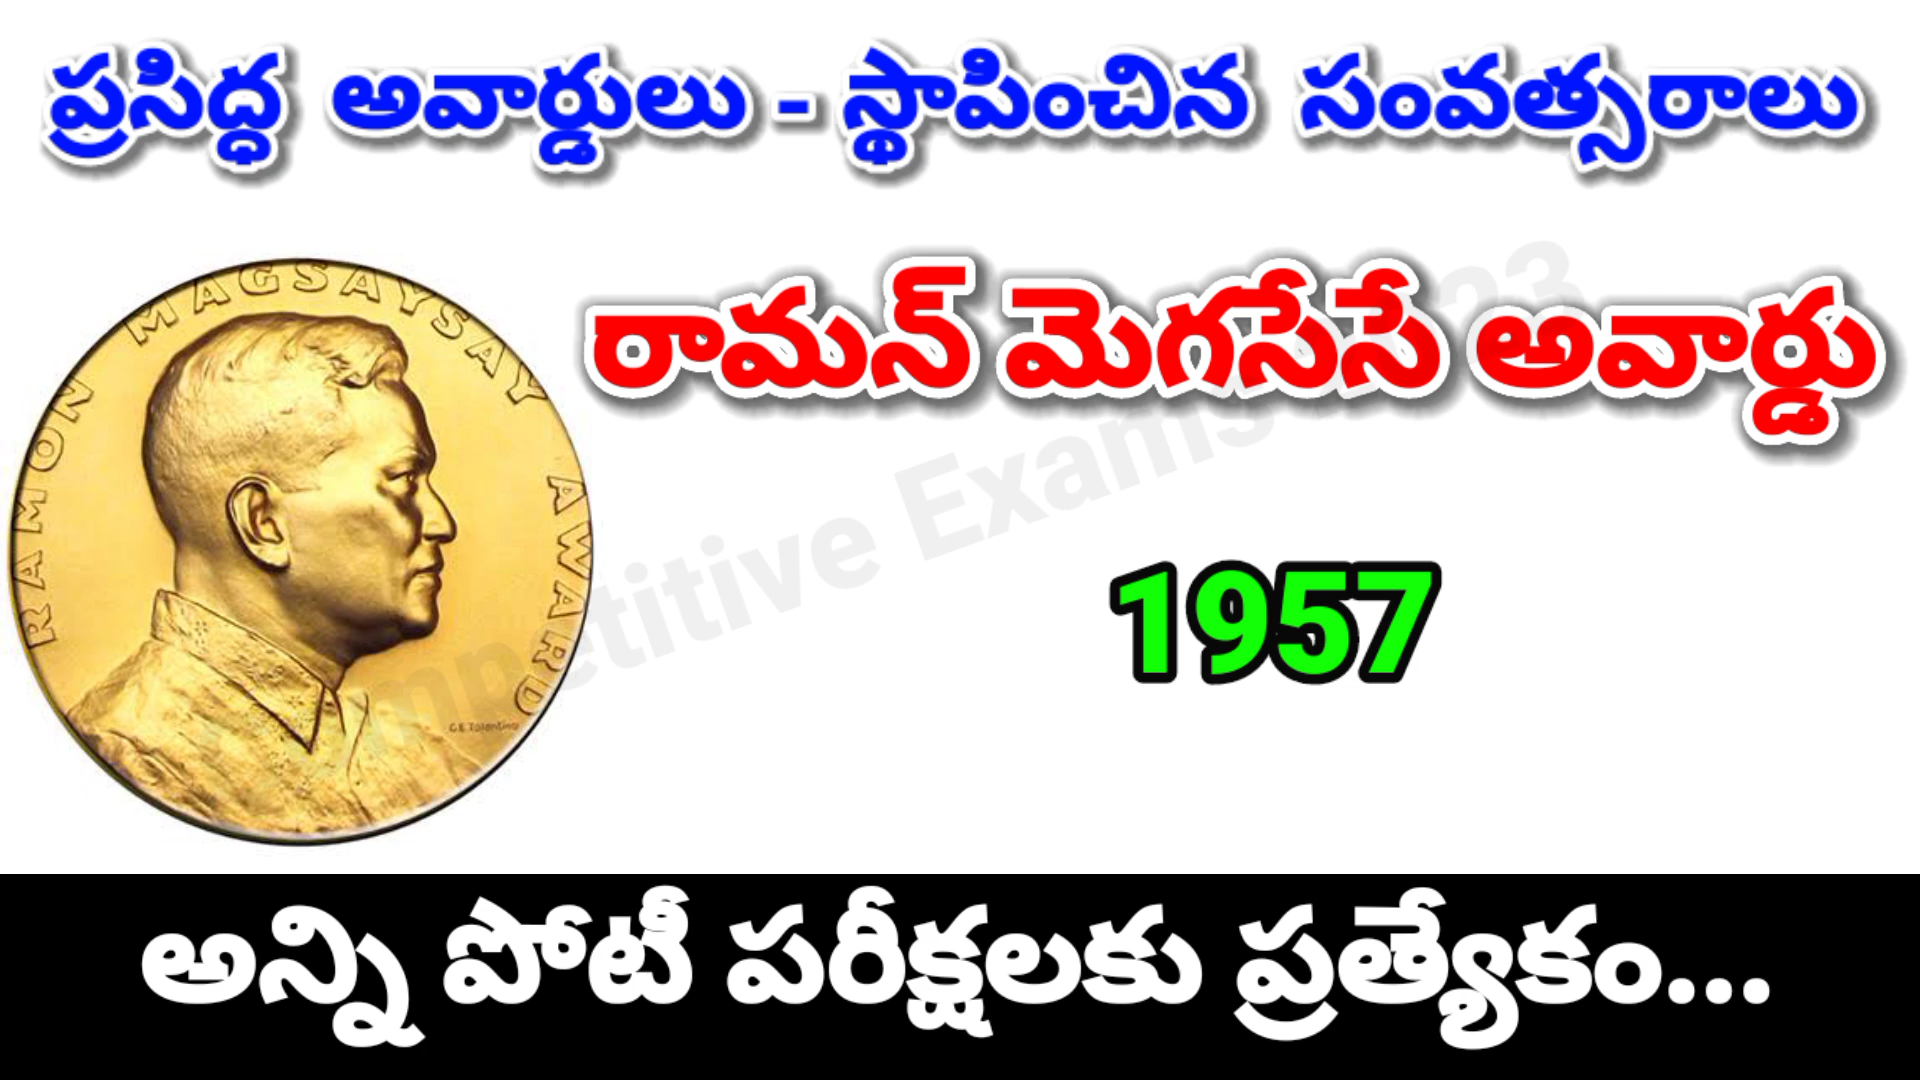 ప్రసిద్ధ అవార్డులు - స్థాపించిన సంవత్సరాలు
రామన్ మెగసేసే అవార్డు
RAMON MAGSAYSAY AWARD
1957
అన్ని పోటీ పరీక్షలకు ప్రత్యేకం...